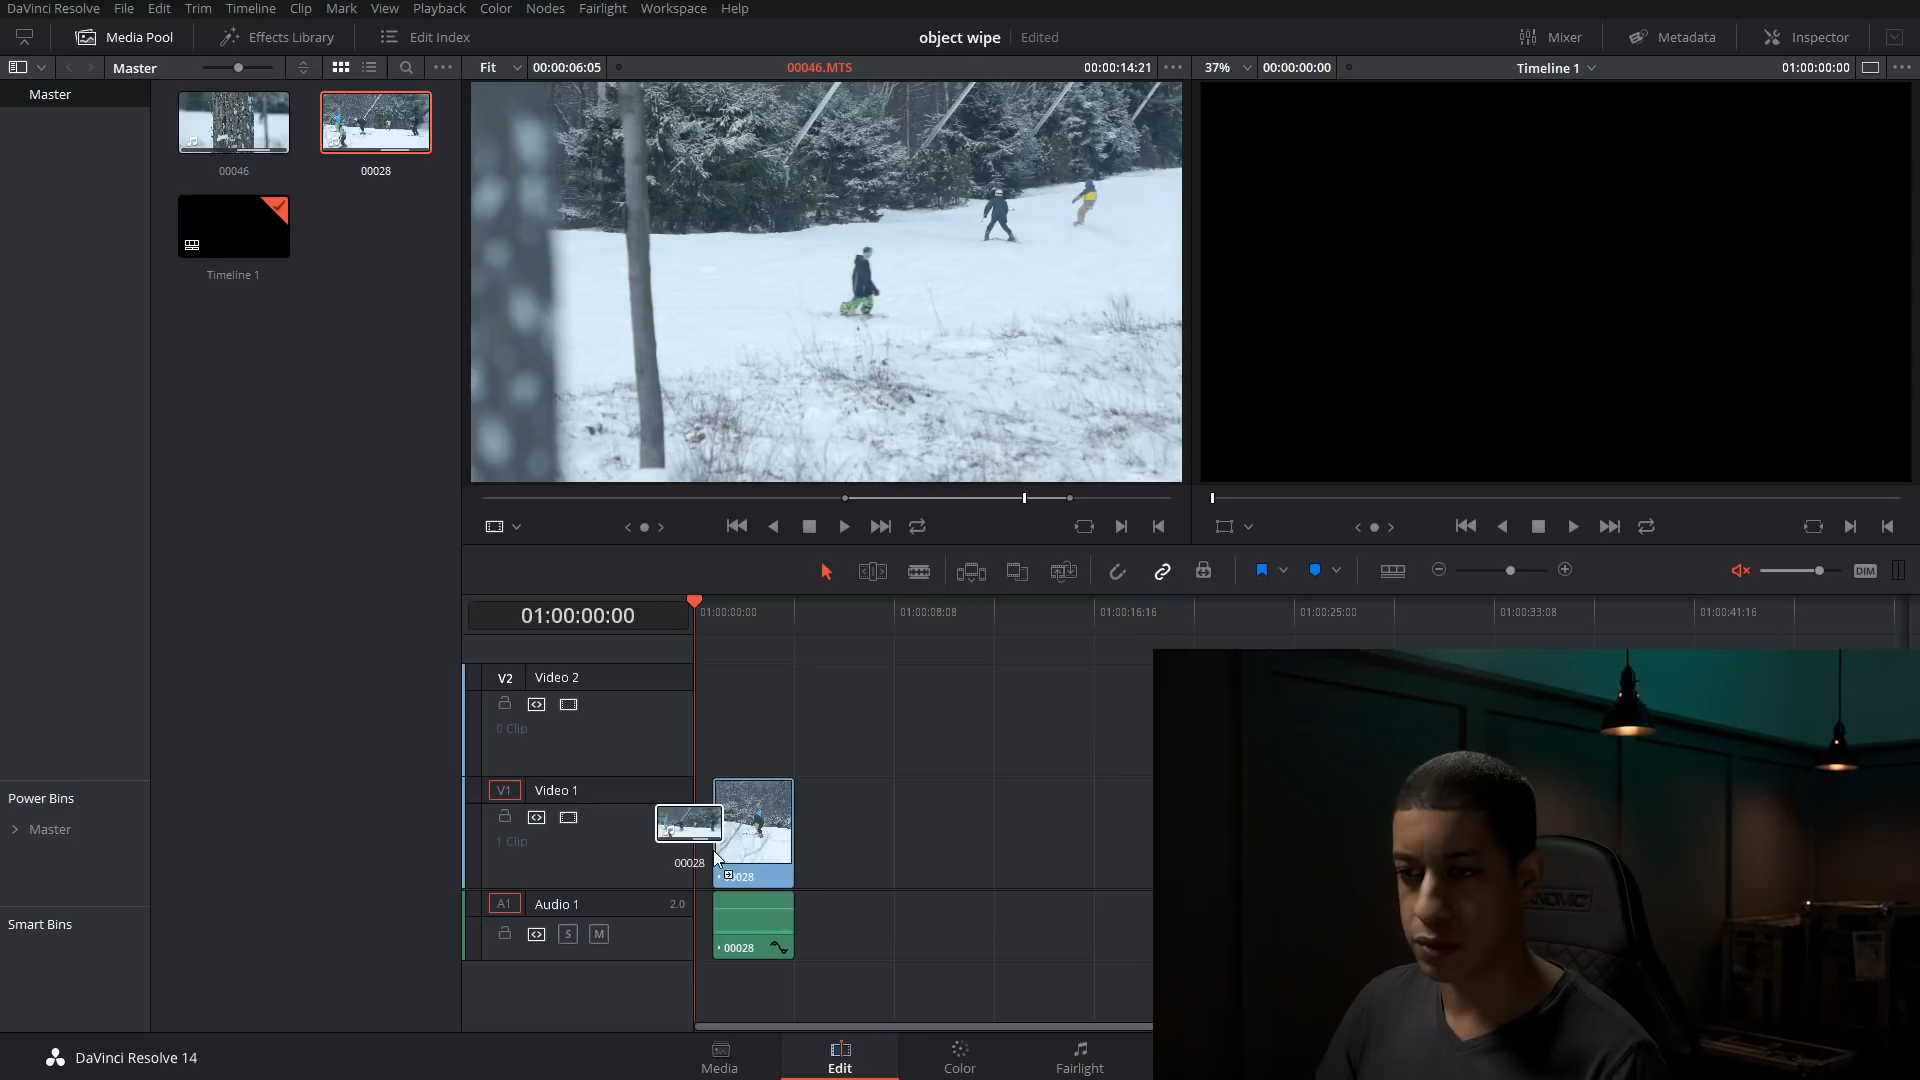 DaVinci Resolve File Edit Trim Timeline Clip Mark View Playback Color Nodes Fairlight Workspace Help
Media Pool Effects Library Edit Index object wipe Edited Mixer Metadata Inspector
Master Fit 00:00:06:05 00046.MTS 00:00:14:21 37% 00:00:00:00 Timeline 1 01:00:00:00
Master
00046 00028
Timeline 1
DIM
01:00:00:00 01:00:00:00 01:00:08:08 01:00:16:16 01:00:25:00 01:00:33:08 01:00:41:16
V2 Video 2
0 Clip
V1 Video 1
1 Clip
00028
00028
A1 Audio 1 2.0
S M
00028
Power Bins
Master
Smart Bins
DaVinci Resolve 14
Media Edit Color Fairlight